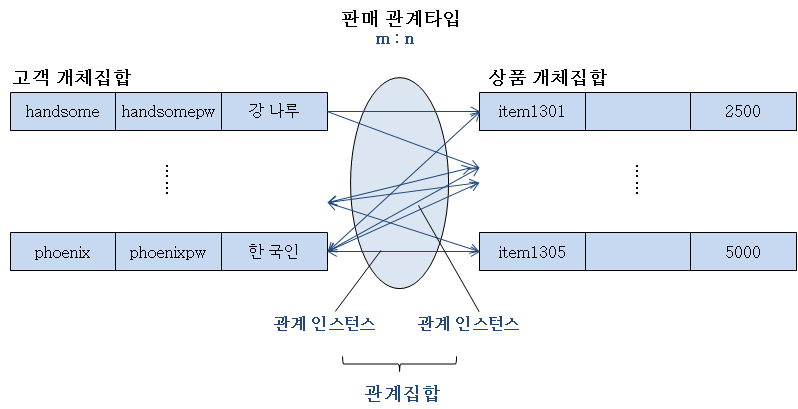 판매 관계타입
m : n
고객 개체집합
상품 개체집합
handsome handsomepw 강 나루
item1301 2500
phoenix phoenixpw 한 국인
item1305 5000
관계 인스턴스 관계 인스턴스
관계집합